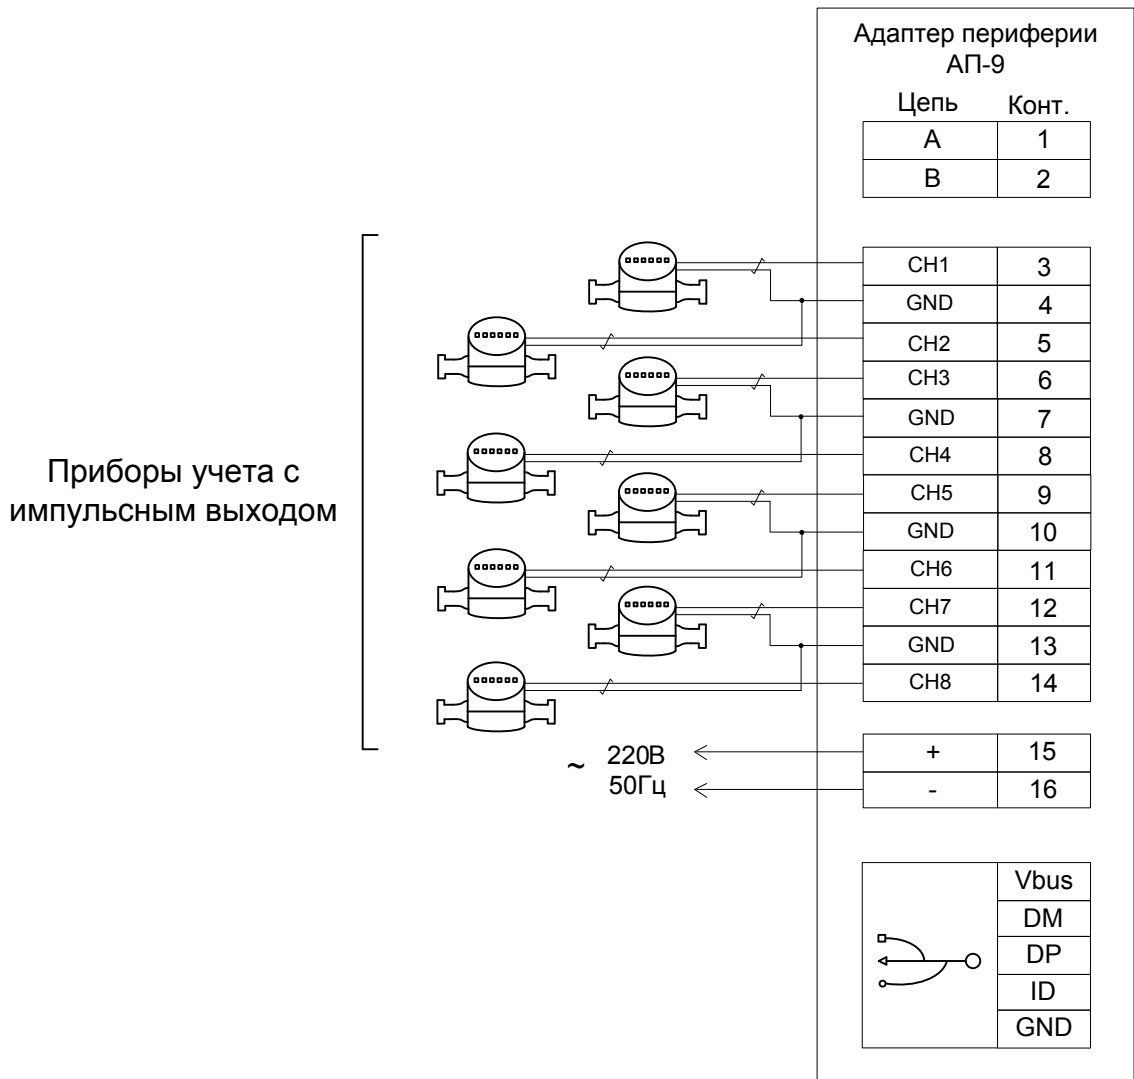 Адаптер периферии
АП-9
Цепь Конт.
A 1
B 2
CH1 3
GND 4
CH2 5
CH3 6
GND 7
CH4 8
CH5 9
GND 10
CH6 11
CH7 12
GND 13
CH8 14
Приборы учета с
импульсным выходом
~ 220В
50Гц
+ 15
- 16
Vbus
DM
DP
ID
GND